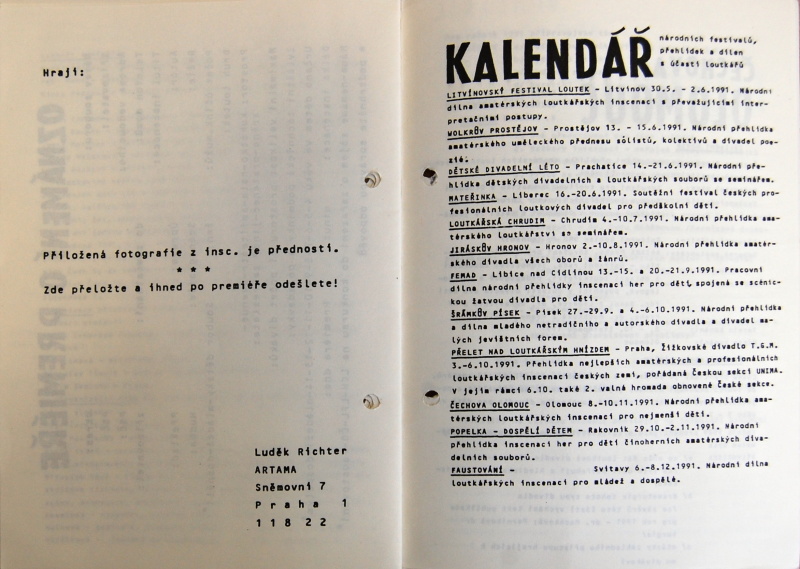 Hrají:
Přiložená fotografie z insc. je předností.
* * *
Zde přeložte a ihned po premiéře odešlete!
Luděk Richter
ARTAMA
Sněmovní 7
Praha 1
11822
KALENDÁŘ
národních festivalů,
přehlídek a dílen
s účastí loutkářů
LITVÍNOVSKÝ FESTIVAL LOUTEK - Litvínov 30.5. - 2.6.1991. Národní
dílna amatérských loutkářských inscenací s převažujícími inter-
pretačními postupy.
WOLKRŮV PROSTĚJOV - Prostějov 13. - 15.6.1991. Národní přehlídka
amatérského uměleckého přednesu sólistů, kolektivů a divadel poe-
zie.
DĚTSKÉ DIVADELNÍ LÉTO - Prachatice 14.-21.6.1991. Národní pře-
hlídka dětských divadelních a loutkářských souborů se seminářem.
MATEŘINKA - Liberec 16.-20.6.1991. Soutěžní festival českých pro-
fesionálních loutkových divadel pro předškolní děti.
LOUTKÁŘSKÁ CHRUDIM - Chrudim 4.-10.7.1991. Národní přehlídka ama-
térského loutkářství se seminářem.
JIRÁSKŮV HRONOV - Hronov 2.-10.8.1991. Národní přehlídka amatér-
ského divadla všech oborů a žánrů.
FEMAD - Libice nad Cidlinou 13.-15. a 20.-21.9.1991. Pracovní
dílna národní přehlídky inscenací her pro děti, spojená se scénic-
kou žatvou divadla pro děti.
ŠRÁMKŮV PÍSEK - Písek 27.-29.9. a 4.-6.10.1991. Národní přehlídka
a dílna mladého netradičního a autorského divadla a divadel ma-
lých jevištních forem.
PŘELET NAD LOUTKÁŘSKÝM HNÍZDEM - Praha, Žižkovské divadlo T.G.M.
3.-6.10.1991. Přehlídka nejlepších amatérských a profesionálních
loutkářských inscenací českých zemí, pořádaná Českou sekcí UNIMA.
V jejím rámci 6.10. také 2. valná hromada obnovené České sekce.
ČECHOVA OLOMOUC - Olomouc 8.-10.11.1991. Národní přehlídka ama-
térských loutkářských inscenací pro nejmenší děti.
POPELKA - DOSPĚLÍ DĚTEM - Rakovník 29.10.-2.11.1991. Národní
přehlídka inscenací her pro děti činoherních amatérských diva-
delních souborů.
FAUSTOVÁNÍ - Svitavy 6.-8.12.1991. Národní dílna
loutkářských inscenací pro mládež a dospělé.